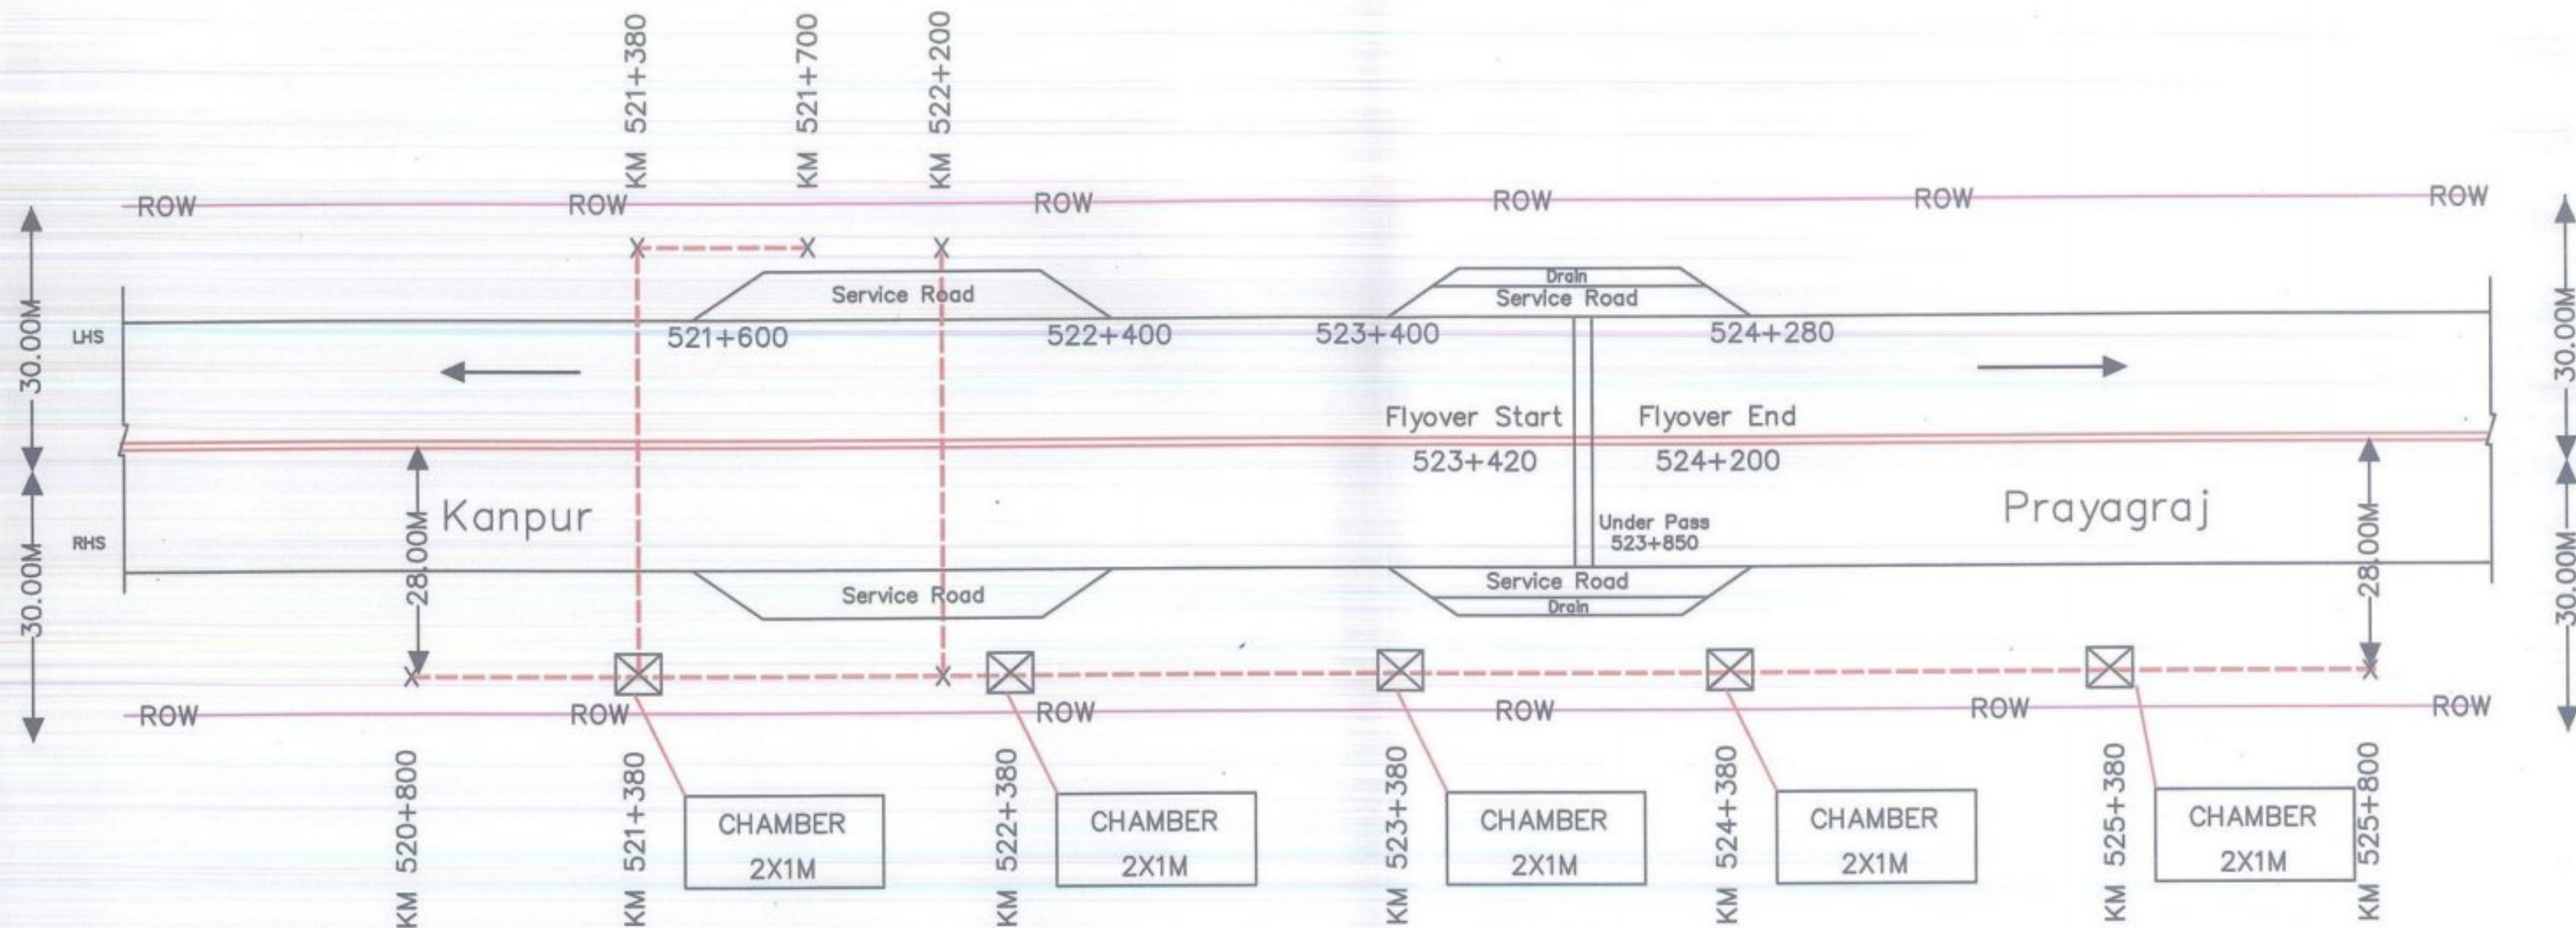 KM 521+380
KM 521+700
KM 522+200
ROW
ROW
ROW
ROW
ROW
ROW
30.00M
30.00M
Service Road
Drain
Service Road
LHS
521+600
522+400
523+400
524+280
Flyover Start
Flyover End
523+420
524+200
Kanpur
Prayagraj
28.00M
28.00M
Under Pass
523+850
RHS
30.00M
30.00M
Service Road
Service Road
Drain
ROW
ROW
ROW
ROW
ROW
ROW
KM 520+800
KM 521+380
CHAMBER
2X1M
KM 522+380
CHAMBER
2X1M
KM 523+380
CHAMBER
2X1M
KM 524+380
CHAMBER
2X1M
KM 525+380
CHAMBER
2X1M
KM 525+800